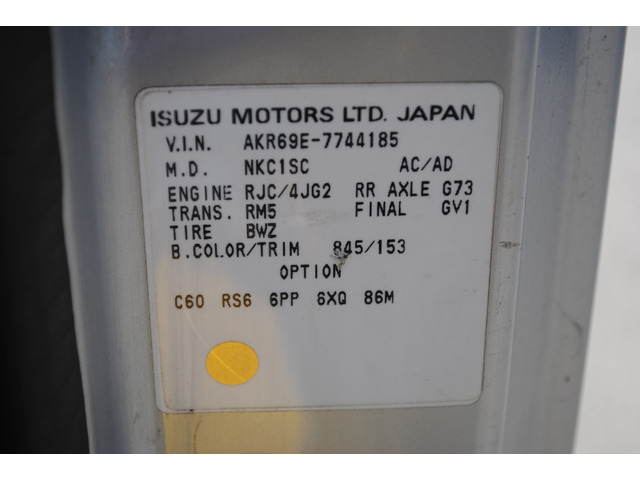 ISUZU MOTORS LTD. JAPAN
V.I.N. AKR69E-7744185
M.D. NKC1SC AC/AD
ENGINE RJC/4JG2 RR AXLE G73
TRANS. RM5 FINAL GV1
TIRE BWZ
B.COLOR/TRIM 845/153
OPTION
C60 RS6 6PP 6XQ 86M